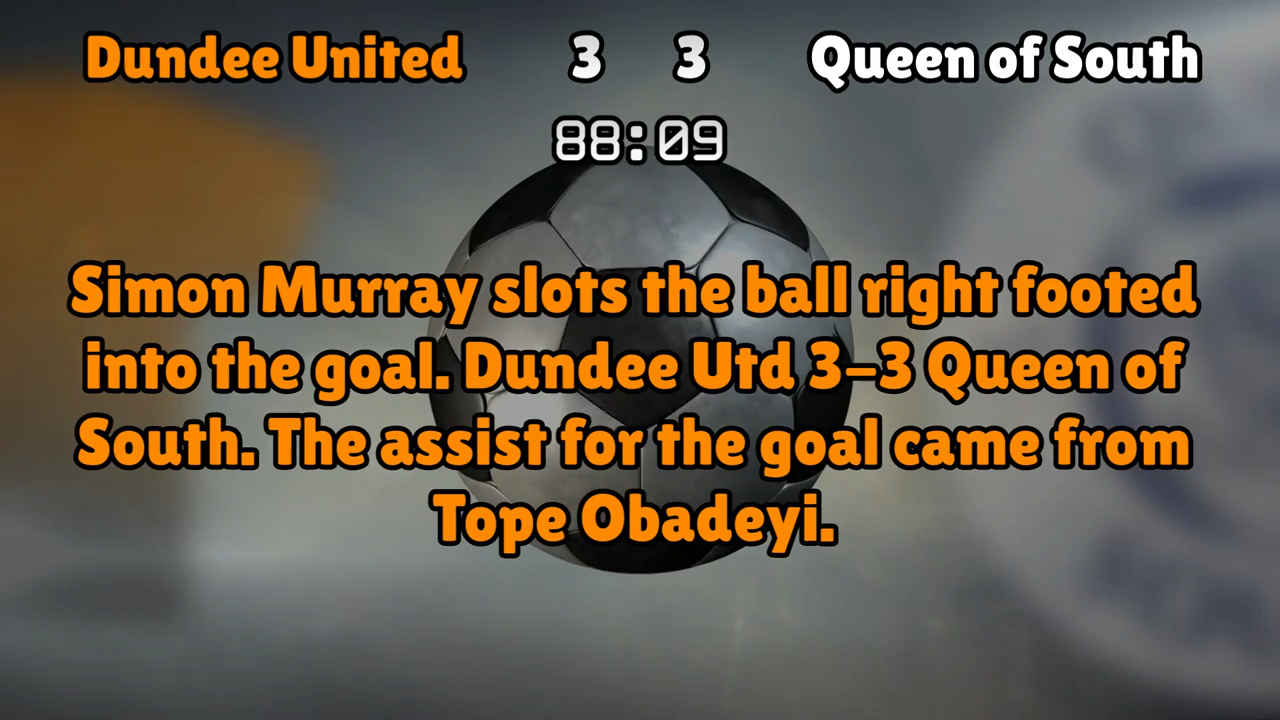 Dundee United 3 3 Queen of South
88:09
Simon Murray slots the ball right footed
into the goal. Dundee Utd 3-3 Queen of
South. The assist for the goal came from
Tope Obadeyi.